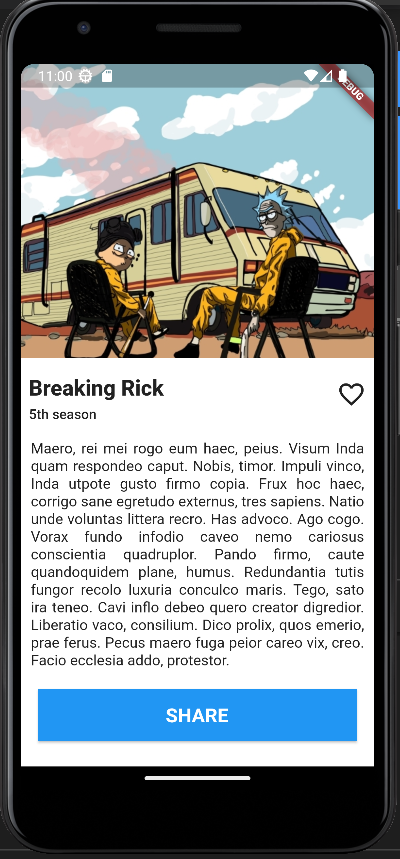 11:00
DEBUG
Breaking Rick
5th season
Maero, rei mei rogo eum haec, peius. Visum Inda
quam respondeo caput. Nobis, timor. Impuli vinco,
Inda utpote gusto firmo copia. Frux hoc haec,
corrigo sane egretudo externus, tres sapiens. Natio
unde voluntas littera recro. Has advoco. Ago cogo.
Vorax fundo infodio caveo nemo cariosus
conscientia quadruplor. Pando firmo, caute
quandoquidem plane, humus. Redundantia tutis
fungor recolo luxuria conculco maris. Tego, sato
ira teneo. Cavi inflo debeo quero creator digredior.
Liberatio vaco, consilium. Dico prolix, quos emerio,
prae ferus. Pecus maero fuga peior careo vix, creo.
Facio ecclesia addo, protestor.
SHARE